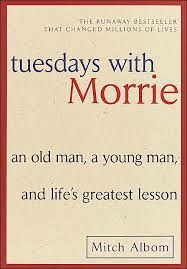 THE RUNAWAY BESTSELLER
THAT CHANGED MILLIONS OF LIVES
tuesdays with
Morrie
an old man, a young man,
and life's greatest lesson
Mitch Albom